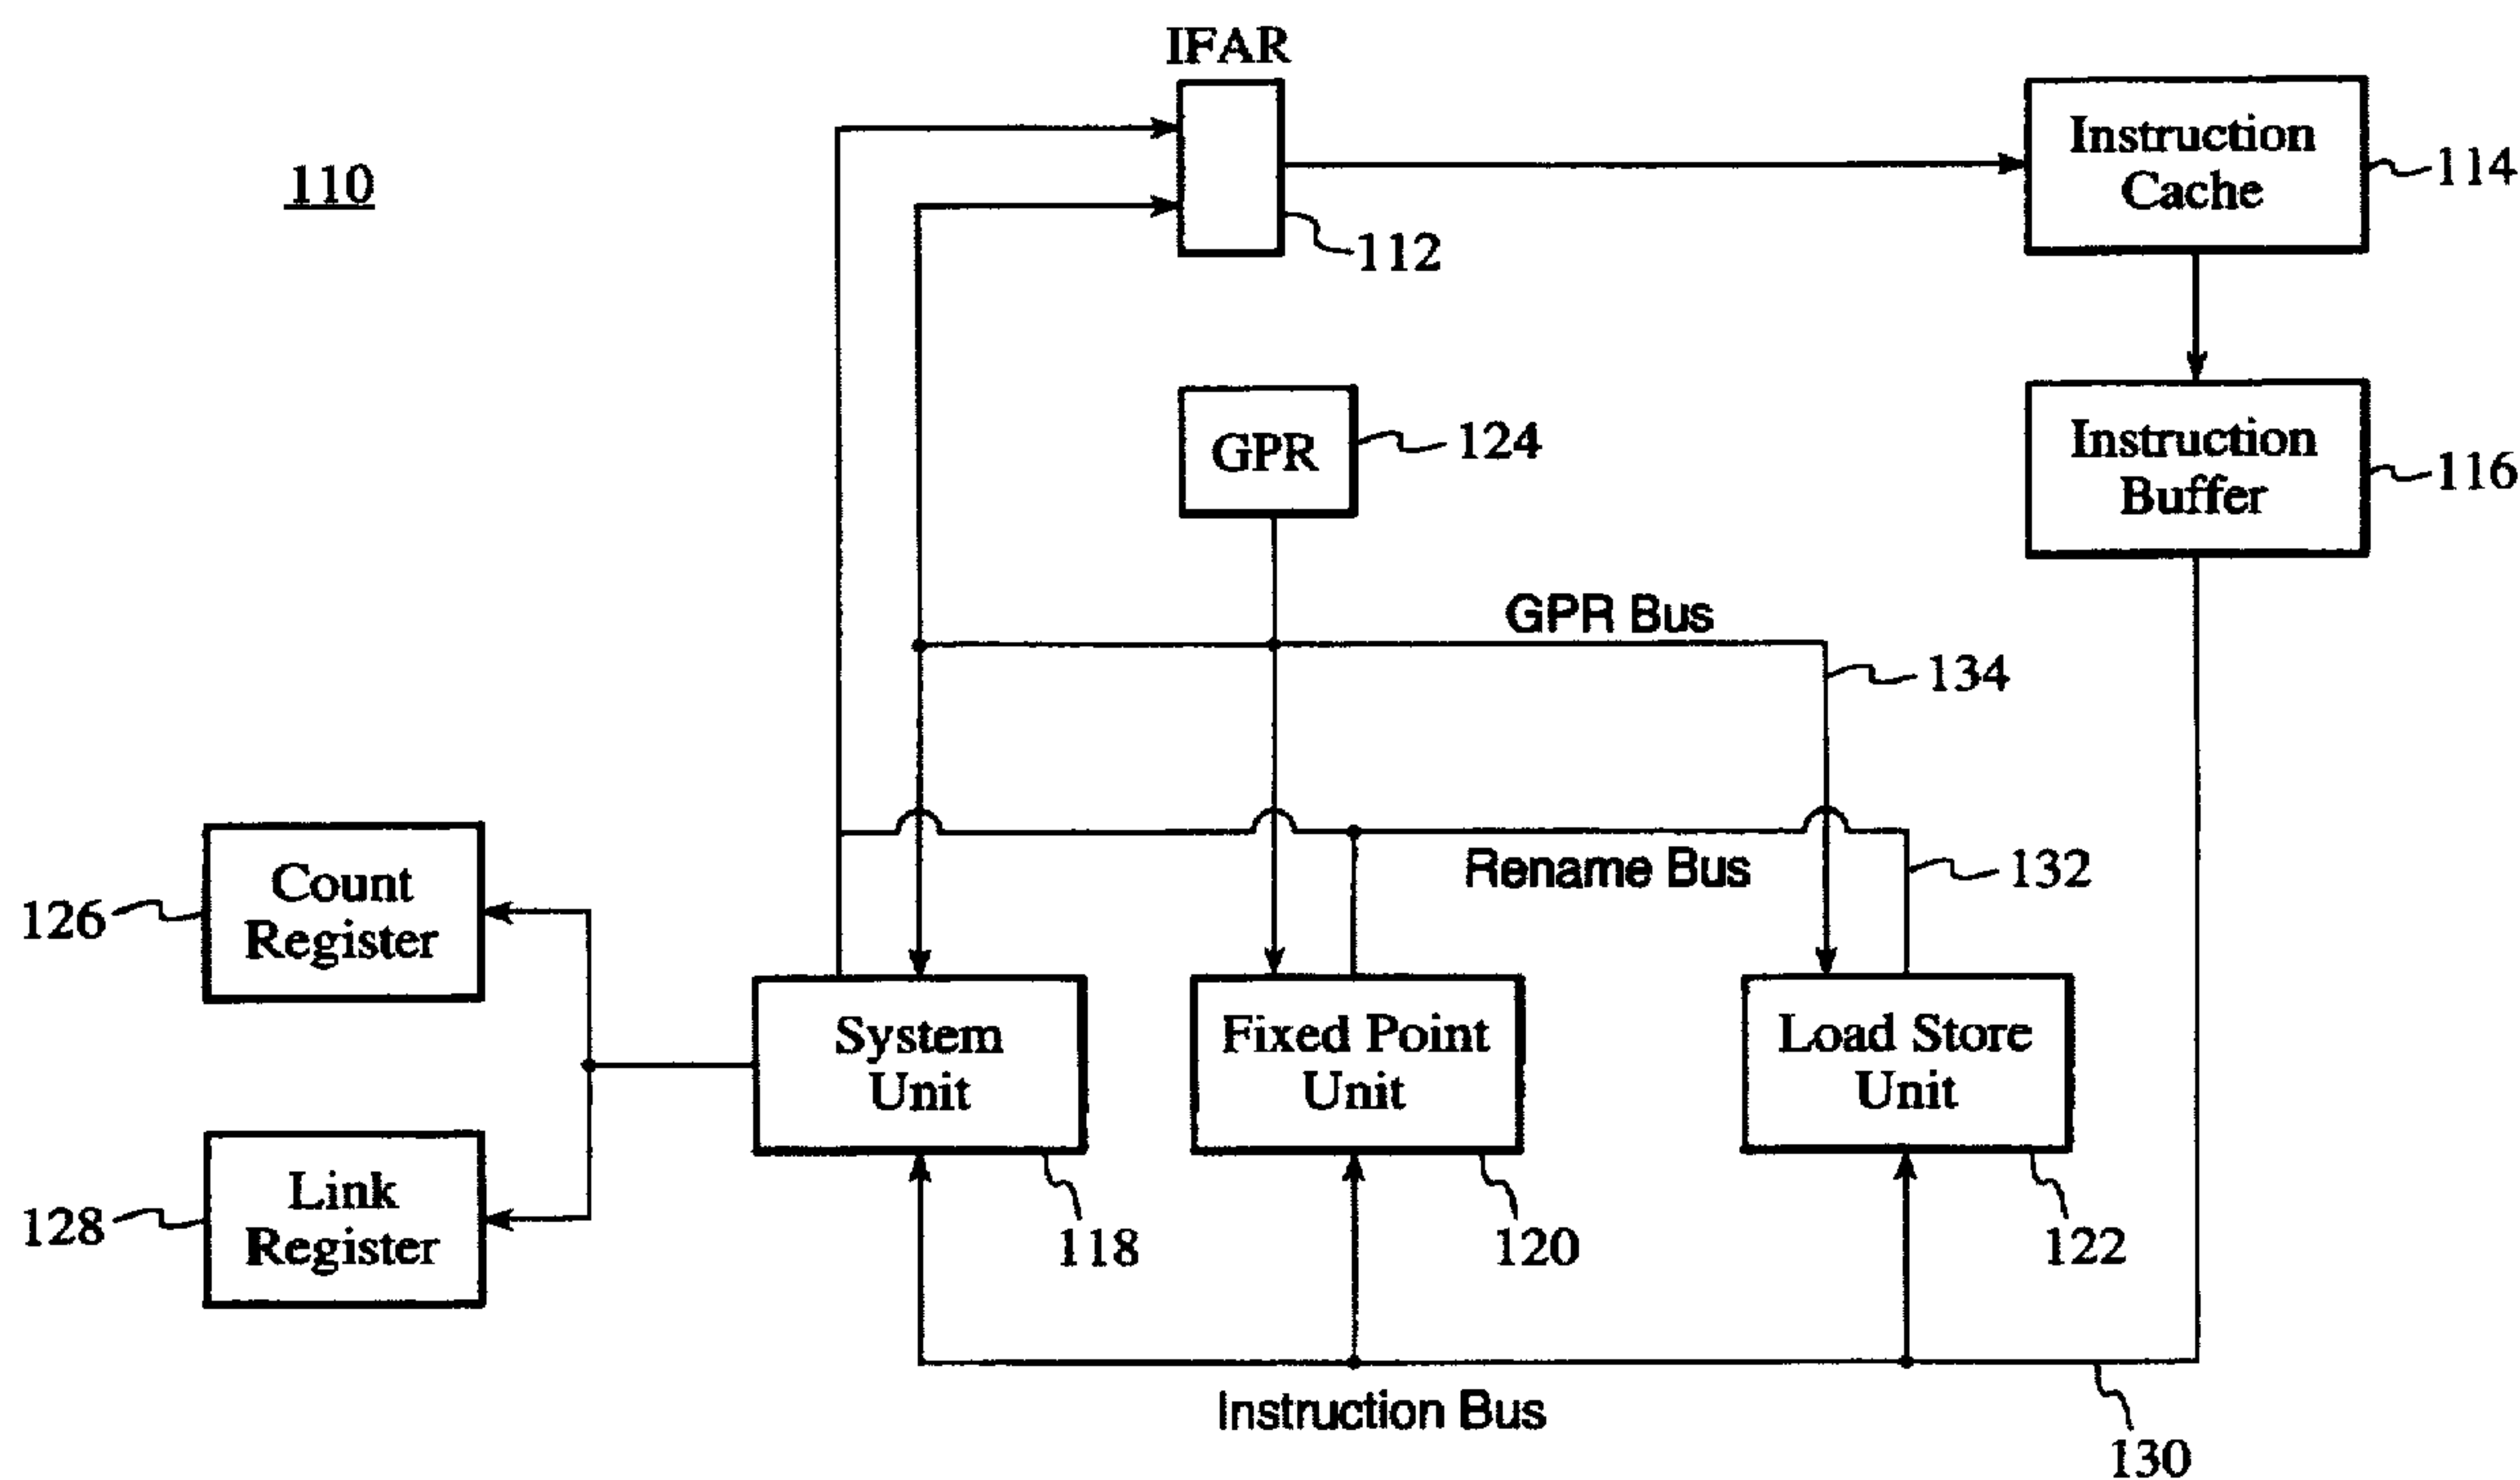 IFAR
110
Instruction
Cache
114
112
GPR
124
Instruction
Buffer
116
GPR Bus
134
Rename Bus
132
Count
Register
126
System
Unit
118
Fixed Point
Unit
120
Load Store
Unit
122
Link
Register
128
Instruction Bus
130